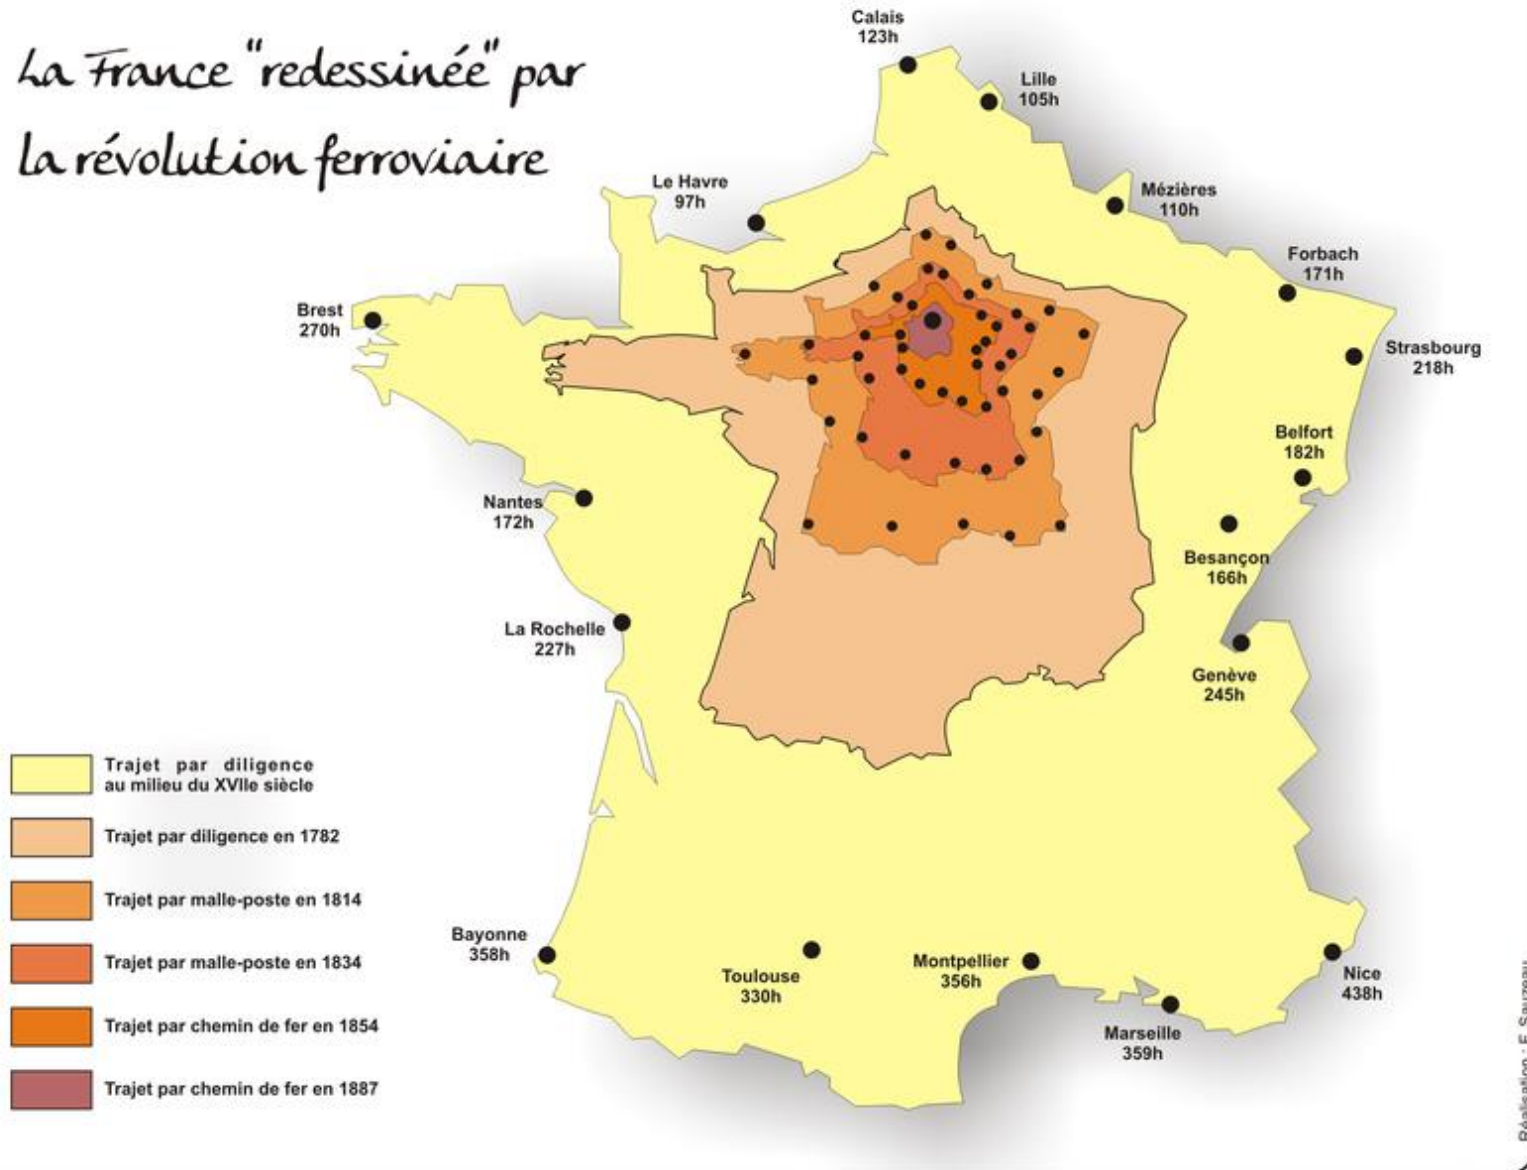 La France "redessinée" par
la révolution ferroviaire
Calais
123h
Lille
105h
Le Havre
97h
Mézières
110h
Forbach
171h
Brest
270h
Strasbourg
218h
Belfort
182h
Nantes
172h
Besançon
166h
La Rochelle
227h
Genève
245h
Bayonne
358h
Toulouse
330h
Montpellier
356h
Nice
438h
Marseille
359h
Trajet par diligence
au milieu du XVIIe siècle
Trajet par diligence en 1782
Trajet par malle-poste en 1814
Trajet par malle-poste en 1834
Trajet par chemin de fer en 1854
Trajet par chemin de fer en 1887
Réalisation : F. Sauzeau